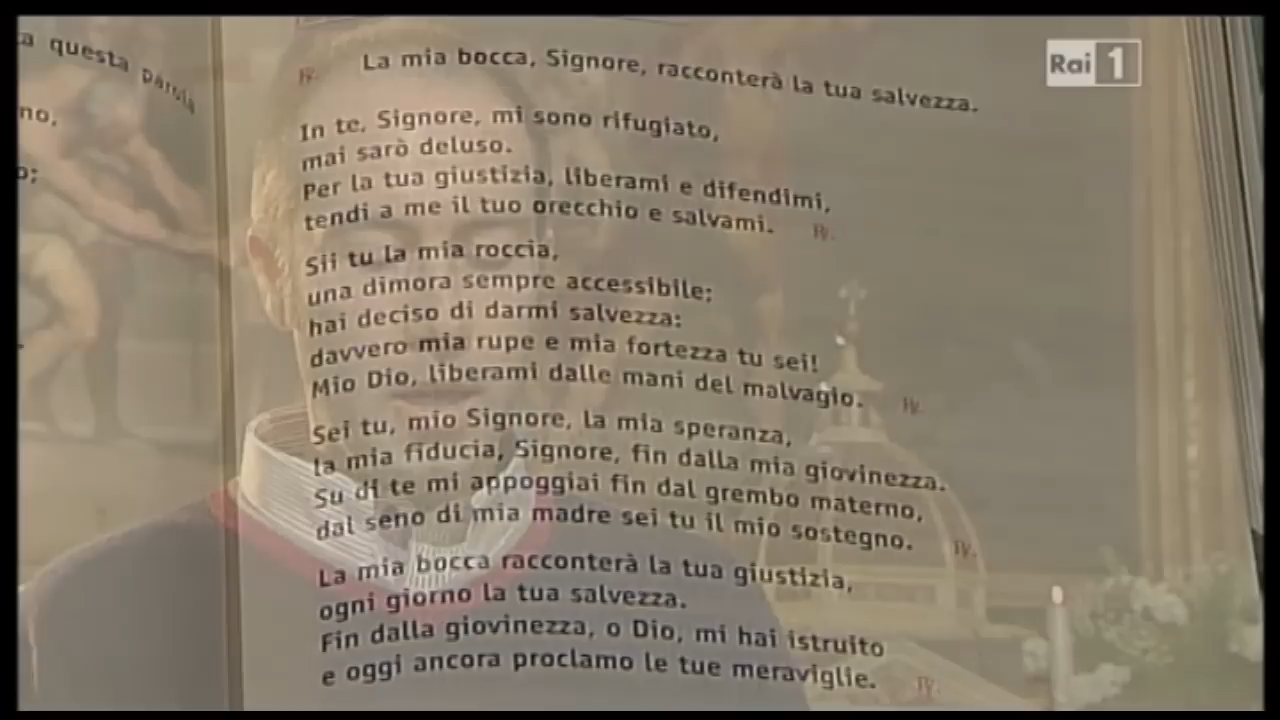 a questa parola
no,
o;
Rai 1
℟. La mia bocca, Signore, racconterà la tua salvezza.
In te, Signore, mi sono rifugiato,
mai sarò deluso.
Per la tua giustizia, liberami e difendimi,
tendi a me il tuo orecchio e salvami. ℟.
Sii tu la mia roccia,
una dimora sempre accessibile;
hai deciso di darmi salvezza:
davvero mia rupe e mia fortezza tu sei!
Mio Dio, liberami dalle mani del malvagio. ℟.
Sei tu, mio Signore, la mia speranza,
la mia fiducia, Signore, fin dalla mia giovinezza.
Su di te mi appoggiai fin dal grembo materno,
dal seno di mia madre sei tu il mio sostegno. ℟.
La mia bocca racconterà la tua giustizia,
ogni giorno la tua salvezza.
Fin dalla giovinezza, o Dio, mi hai istruito
e oggi ancora proclamo le tue meraviglie. ℟.